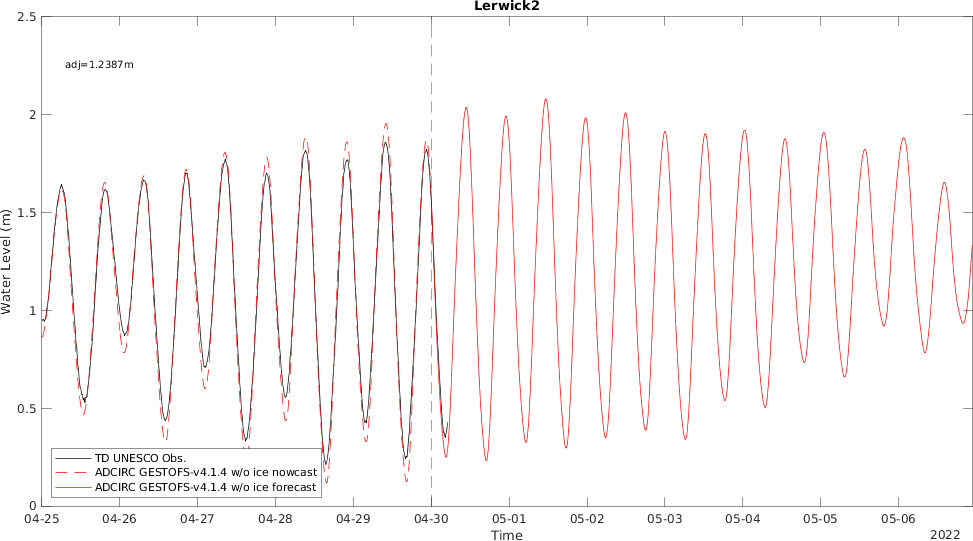 Lerwick2
2.5
adj=1.2387m
2
1.5
Water Level (m)
1
0.5
TD UNESCO Obs.
ADCIRC GESTOFS-v4.1.4 w/o ice nowcast
ADCIRC GESTOFS-v4.1.4 w/o ice forecast
0
04-25 04-26 04-27 04-28 04-29 04-30 05-01 05-02 05-03 05-04 05-05 05-06
Time
2022